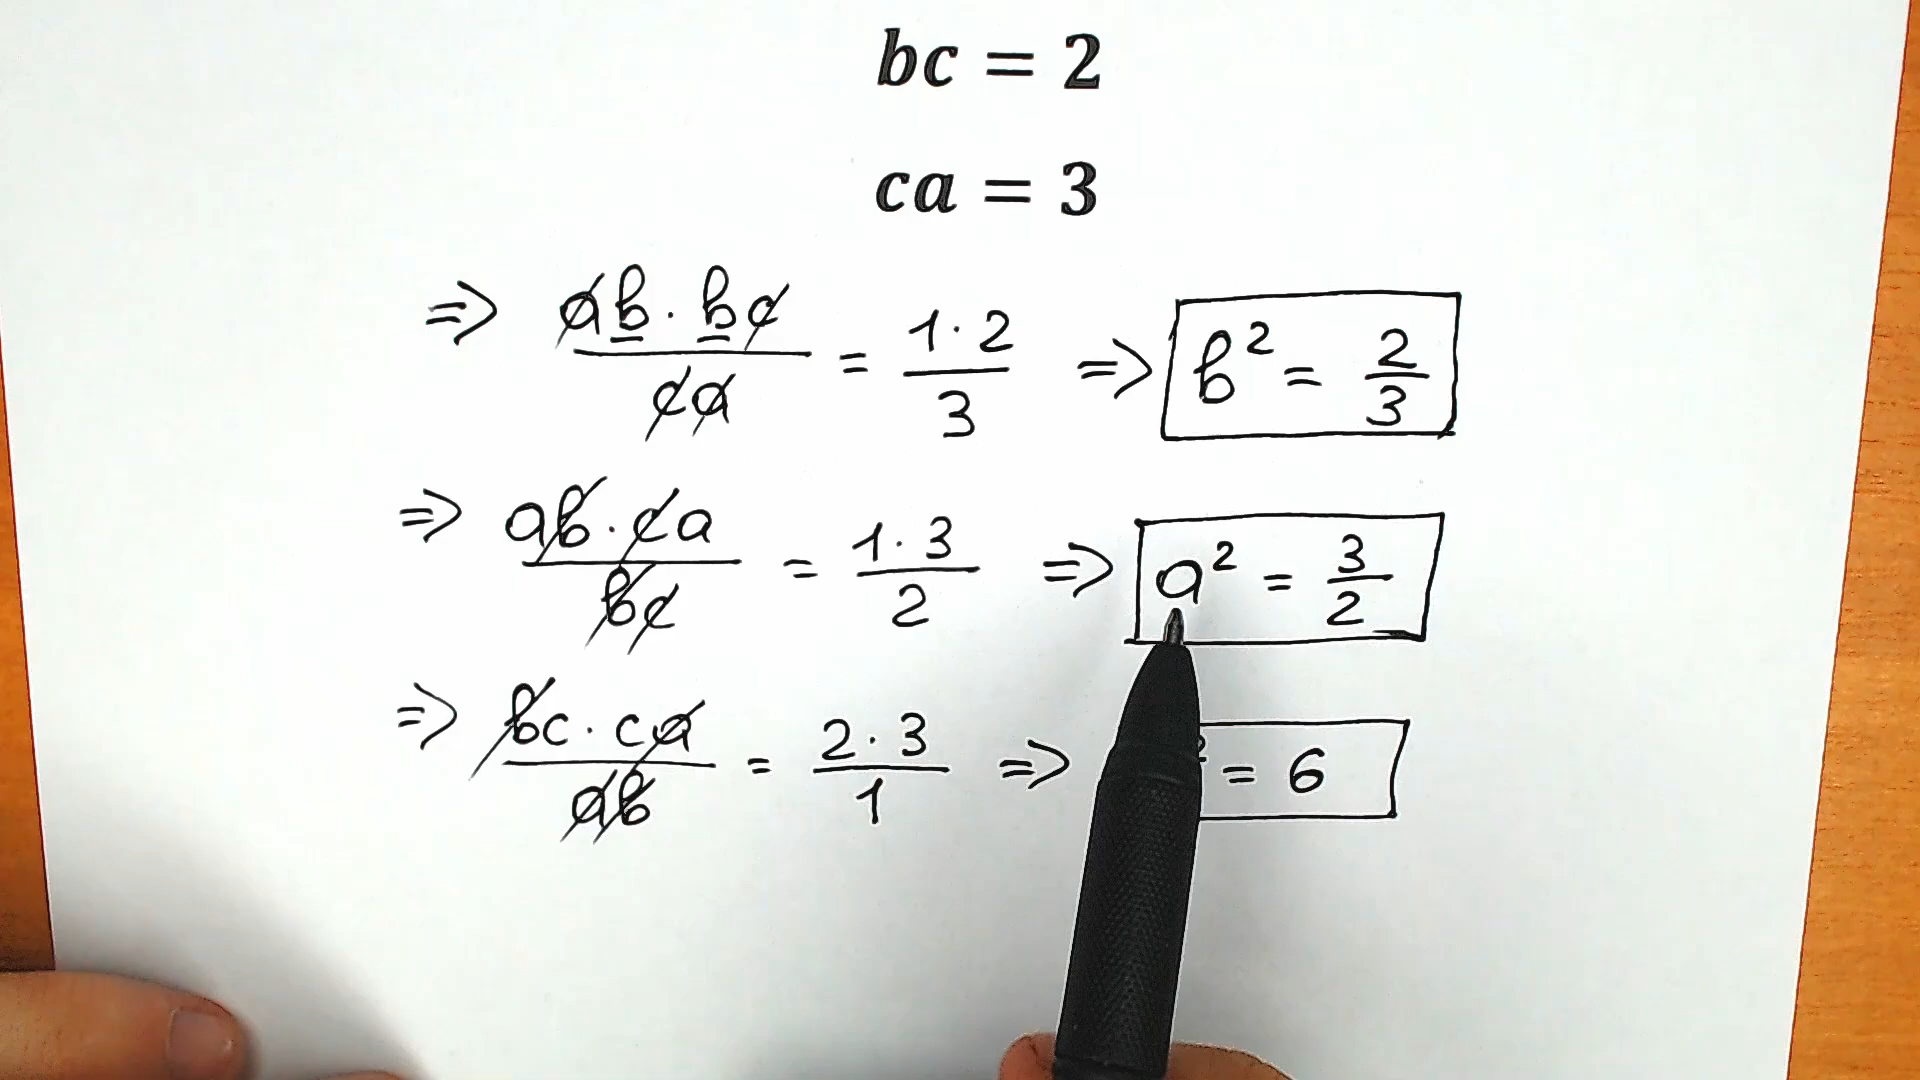 bc = 2
ca = 3
=> ab · bc / ca = 1 · 2 / 3 => b² = 2/3
=> ab · ca / bc = 1 · 3 / 2 => a² = 3/2
=> bc · ca / ab = 2 · 3 / 1 => ² = 6